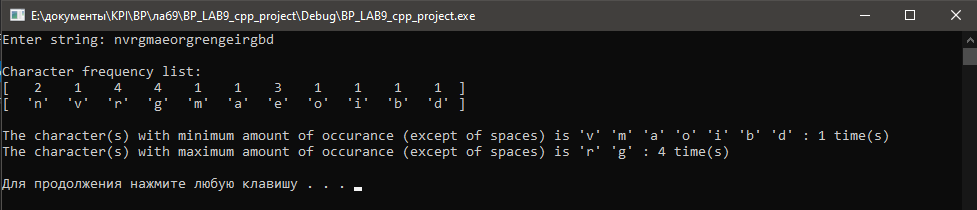 E:\документы\KPI\BP\ла69\BP_LAB9_cpp_project\Debug\BP_LAB9_cpp_project.exe
Enter string: nvrgmaeorgrengeirgbd
Character frequency list:
[   2    1    4    4    1    1    3    1    1    1    1  ]
[  'n'  'v'  'r'  'g'  'm'  'a'  'e'  'o'  'i'  'b'  'd' ]
The character(s) with minimum amount of occurance (except of spaces) is 'v' 'm' 'a' 'o' 'i' 'b' 'd' : 1 time(s)
The character(s) with maximum amount of occurance (except of spaces) is 'r' 'g' : 4 time(s)
Для продолжения нажмите любую клавишу . . .